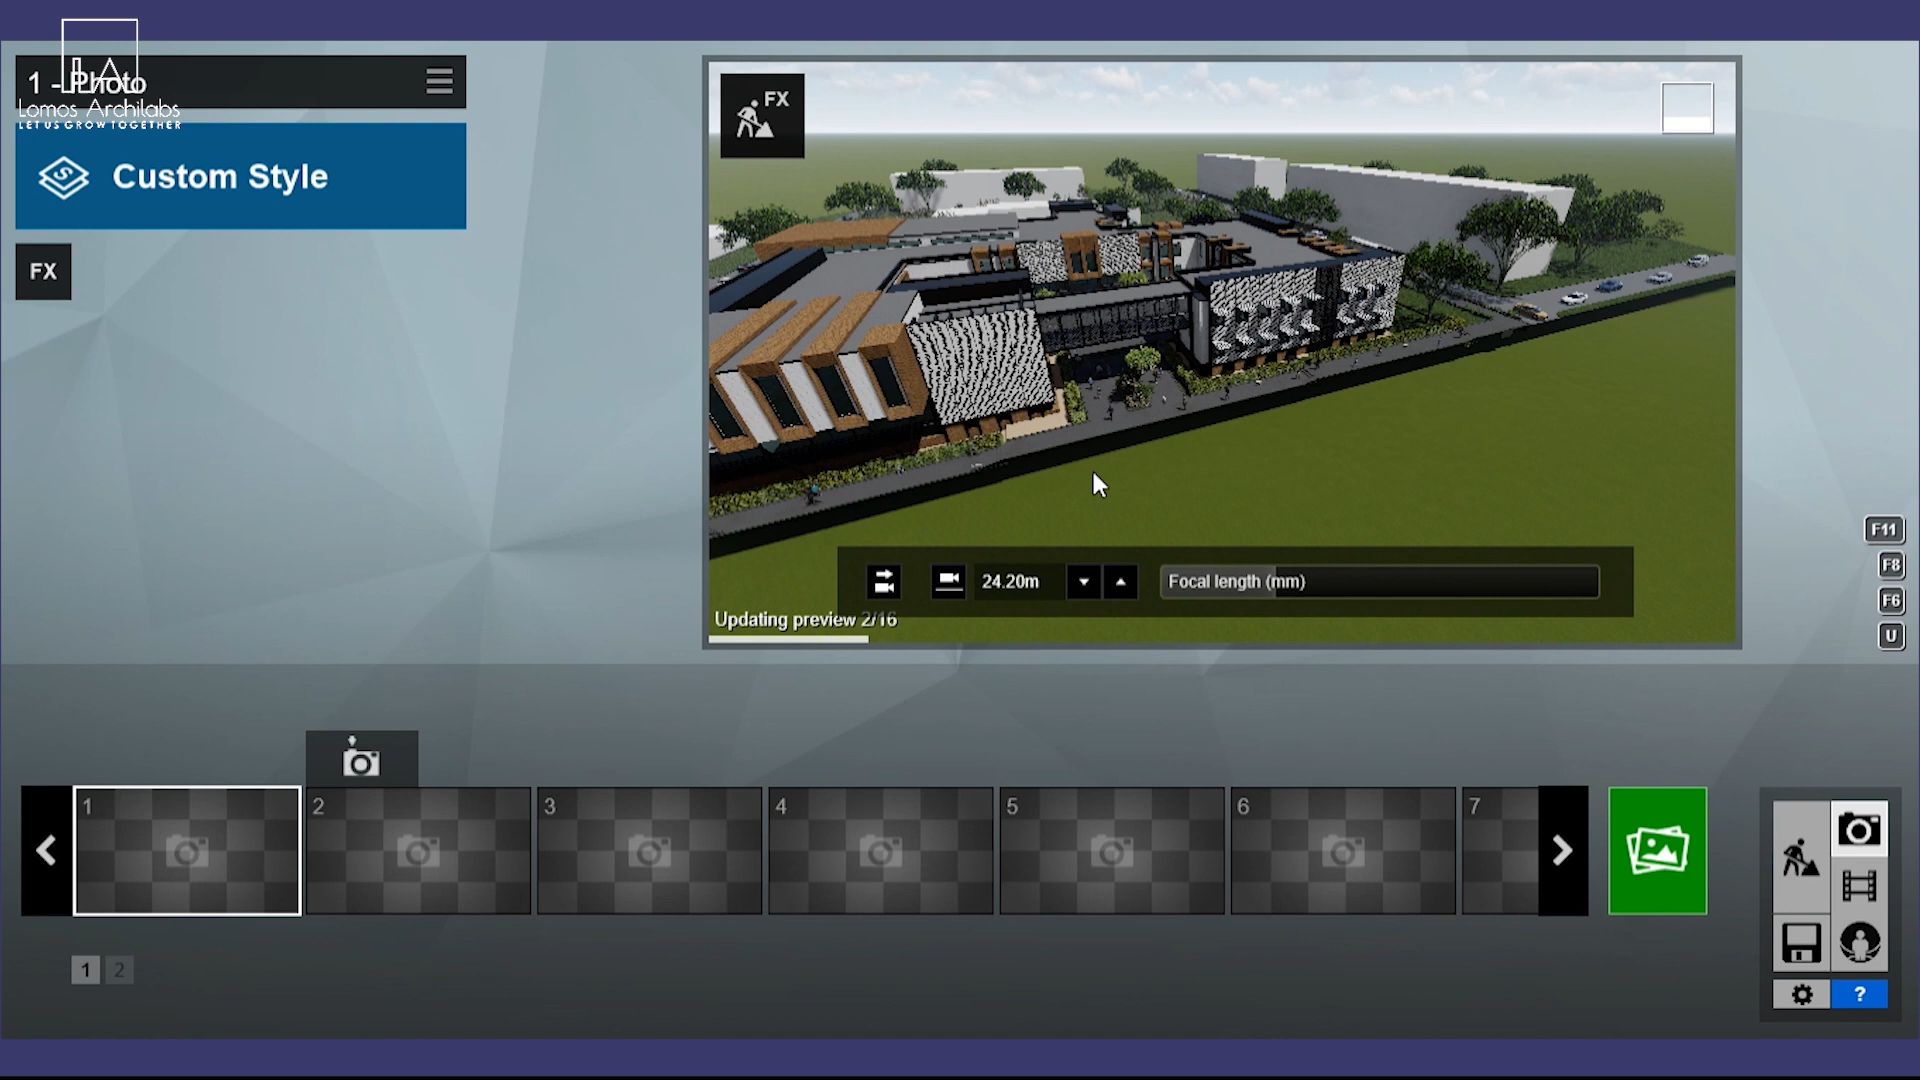 1 - Photo
LA
Lomos Archilabs
LET US GROW TOGETHER
S
Custom Style
FX
FX
24.20m
Focal length (mm)
Updating preview 2/16
F11
F8
F6
U
1
2
3
4
5
6
7
1
2
?